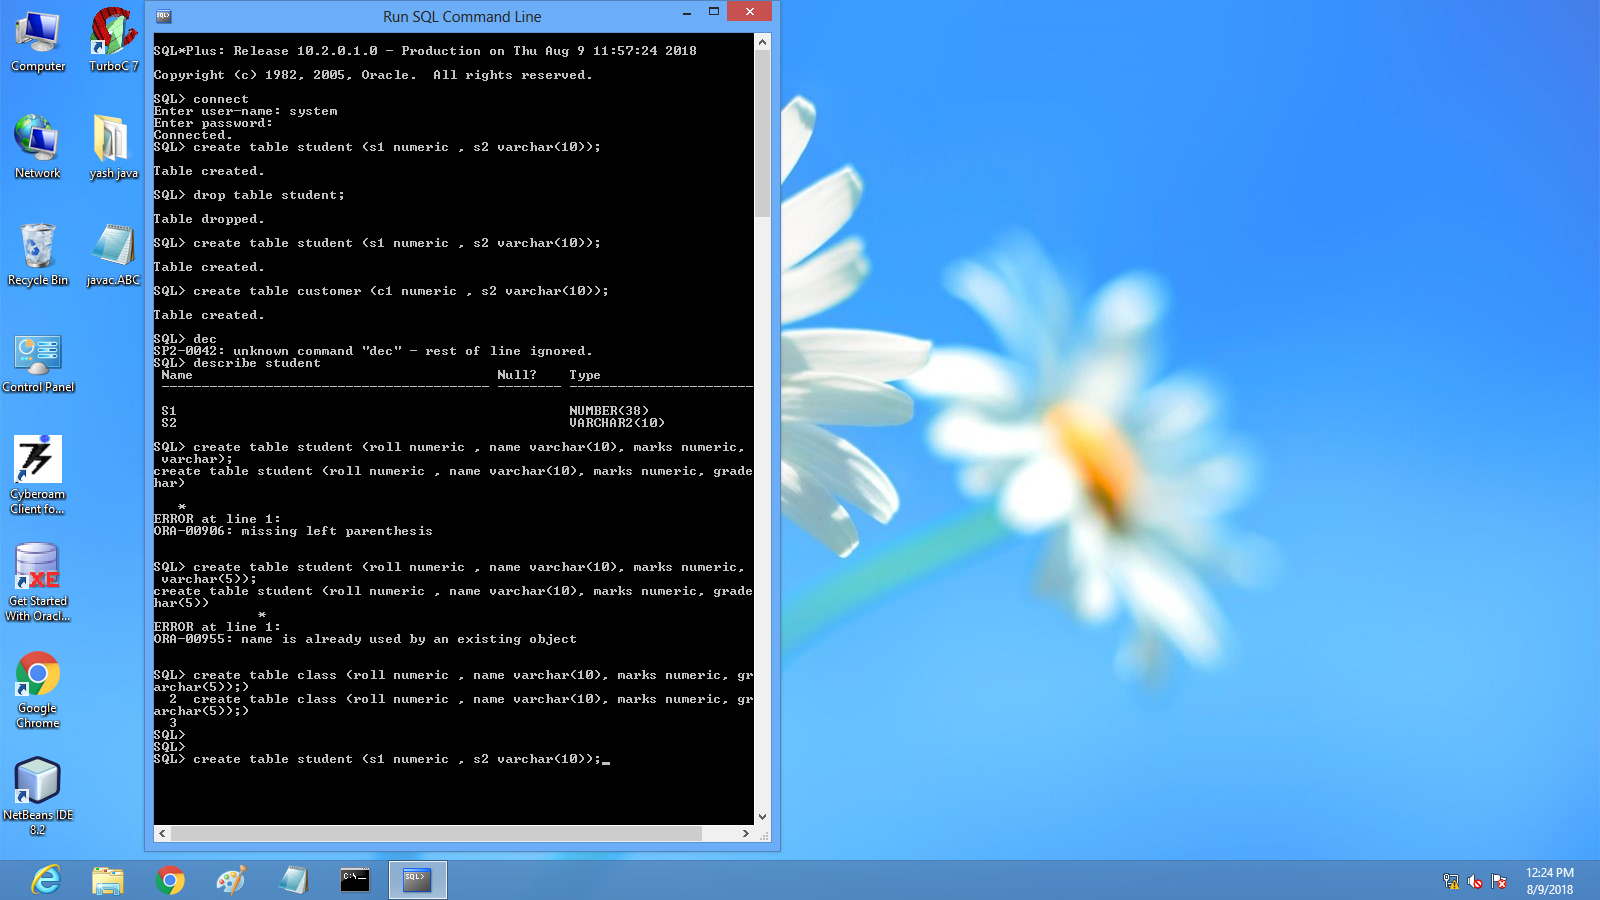 Run SQL Command Line
SQL*Plus: Release 10.2.0.1.0 - Production on Thu Aug 9 11:57:24 2018
Copyright (c) 1982, 2005, Oracle.  All rights reserved.
SQL> connect
Enter user-name: system
Enter password:
Connected.
SQL> create table student (s1 numeric , s2 varchar(10));
Table created.
SQL> drop table student;
Table dropped.
SQL> create table student (s1 numeric , s2 varchar(10));
Table created.
SQL> create table customer (c1 numeric , s2 varchar(10));
Table created.
SQL> dec
SP2-0042: unknown command "dec" - rest of line ignored.
SQL> describe student
Name Null? Type
S1 NUMBER(38)
S2 VARCHAR2(10)
SQL> create table student (roll numeric , name varchar(10), marks numeric,
varchar);
create table student (roll numeric , name varchar(10), marks numeric, grade
har)
*
ERROR at line 1:
ORA-00906: missing left parenthesis
SQL> create table student (roll numeric , name varchar(10), marks numeric,
varchar(5));
create table student (roll numeric , name varchar(10), marks numeric, grade
har(5))
*
ERROR at line 1:
ORA-00955: name is already used by an existing object
SQL> create table class (roll numeric , name varchar(10), marks numeric, gr
archar(5));)
2  create table class (roll numeric , name varchar(10), marks numeric, gr
archar(5));)
3
SQL>
SQL>
SQL> create table student (s1 numeric , s2 varchar(10));_
Computer
TurboC 7
Network
yash java
Recycle Bin
javac.ABC
Control Panel
Cyberoam
Client fo...
XE
Get Started
With Oracl...
Google
Chrome
NetBeans IDE
8.2
C:\._
SQL>
12:24 PM
8/9/2018